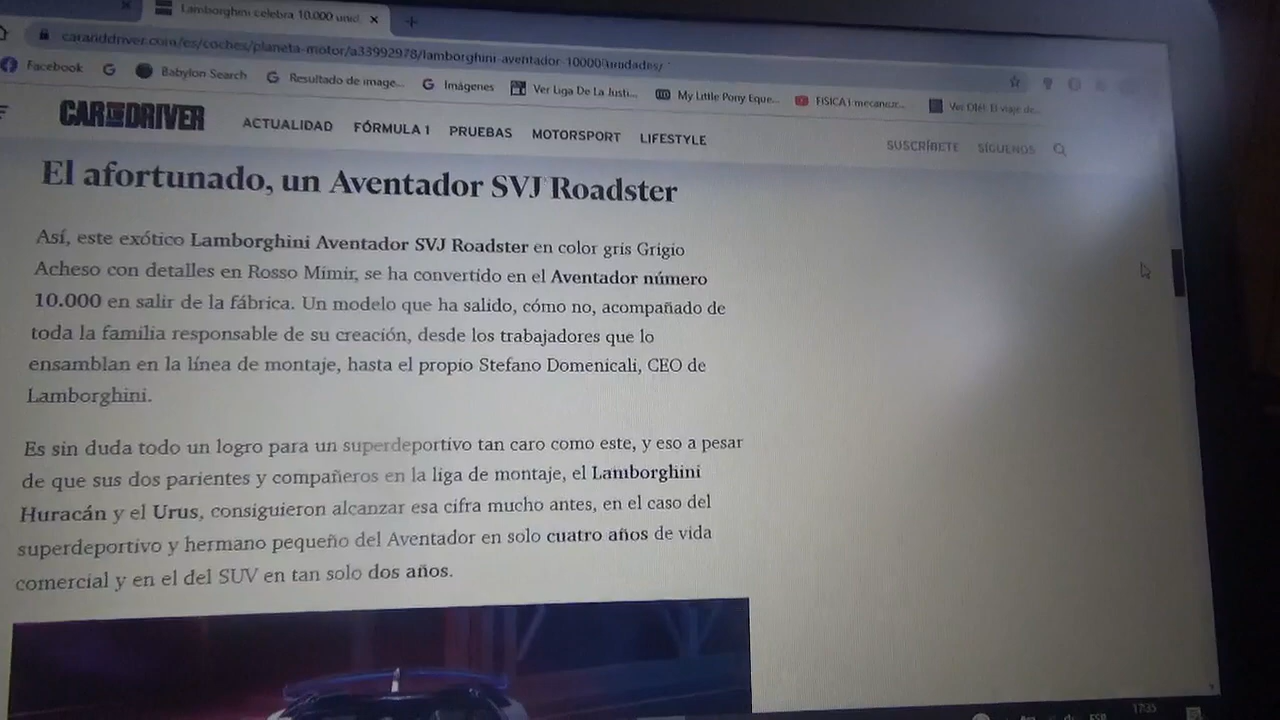 Lamborghini celebra 10.000 unid
caranddriver.com/es/coches/planeta-motor/a33992978/lamborghini-aventador-10000-unidades/
Facebook
Babylon Search
Resultado de image...
Imágenes
Ver Liga De La Justi...
My Little Pony Eque...
FISICA I mecanica...
Ver Olé! El viaje de...
CAR AND DRIVER
ACTUALIDAD FÓRMULA 1 PRUEBAS MOTORSPORT LIFESTYLE
SUSCRÍBETE SÍGUENOS
El afortunado, un Aventador SVJ Roadster
Así, este exótico Lamborghini Aventador SVJ Roadster en color gris Grigio
Acheso con detalles en Rosso Mimir, se ha convertido en el Aventador número
10.000 en salir de la fábrica. Un modelo que ha salido, cómo no, acompañado de
toda la familia responsable de su creación, desde los trabajadores que lo
ensamblan en la línea de montaje, hasta el propio Stefano Domenicali, CEO de
Lamborghini.
Es sin duda todo un logro para un superdeportivo tan caro como este, y eso a pesar
de que sus dos parientes y compañeros en la liga de montaje, el Lamborghini
Huracán y el Urus, consiguieron alcanzar esa cifra mucho antes, en el caso del
superdeportivo y hermano pequeño del Aventador en solo cuatro años de vida
comercial y en el del SUV en tan solo dos años.
ESP
17:35